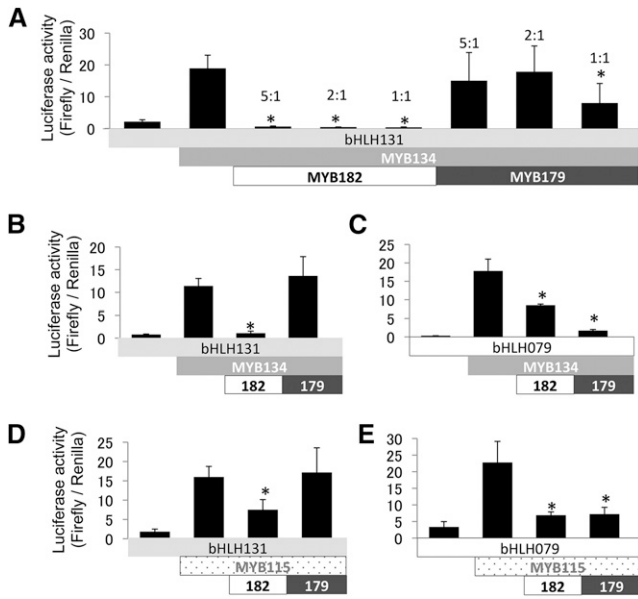 A
Luciferase activity
(Firefly / Renilla)
30
20
10
0
5:1
2:1
1:1
5:1
2:1
1:1
*
*
*
*
bHLH131
MYB134
MYB182
MYB179
B
Luciferase activity
(Firefly / Renilla)
20
15
10
5
0
*
bHLH131
MYB134
182
179
C
25
20
15
10
5
0
*
*
bHLH079
MYB134
182
179
D
Luciferase activity
(Firefly / Renilla)
25
20
15
10
5
0
*
bHLH131
MYB115
182
179
E
30
25
20
15
10
5
0
*
*
bHLH079
MYB115
182
179